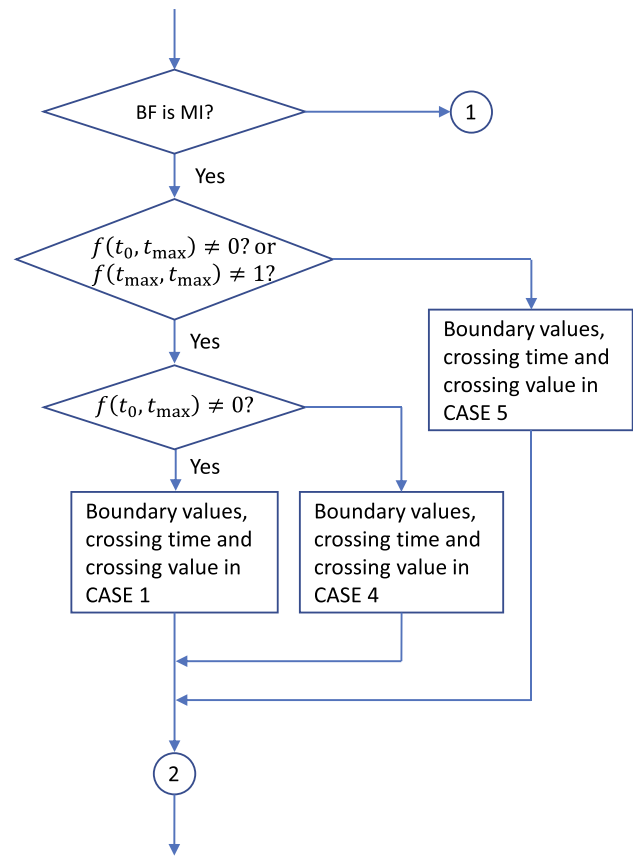 BF is MI?
1
Yes
f(t₀, tₘₐₓ) ≠ 0? or
f(tₘₐₓ, tₘₐₓ) ≠ 1?
Yes
Boundary values,
crossing time and
crossing value in
CASE 5
f(t₀, tₘₐₓ) ≠ 0?
Yes
Boundary values,
crossing time and
crossing value in
CASE 1
Boundary values,
crossing time and
crossing value in
CASE 4
2